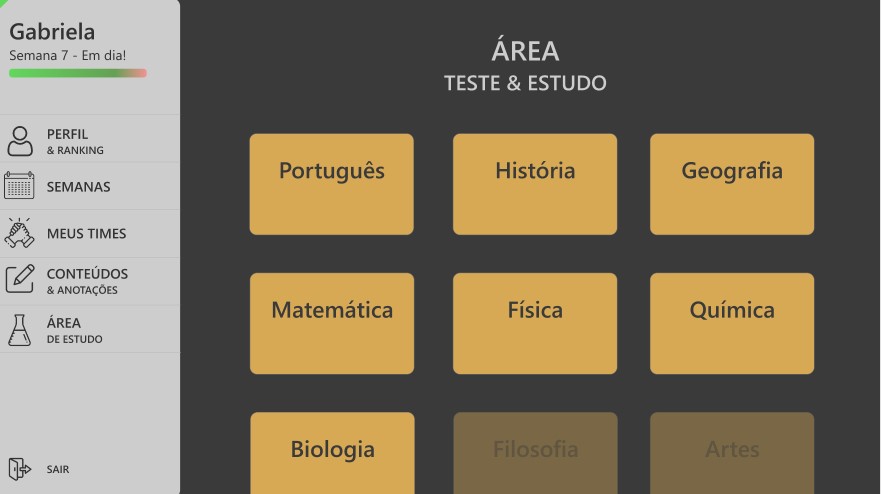 Gabriela
Semana 7 - Em dia!
PERFIL
& RANKING
SEMANAS
MEUS TIMES
CONTEÚDOS
& ANOTAÇÕES
ÁREA
DE ESTUDO
SAIR
ÁREA
TESTE & ESTUDO
Português
História
Geografia
Matemática
Física
Química
Biologia
Filosofia
Artes